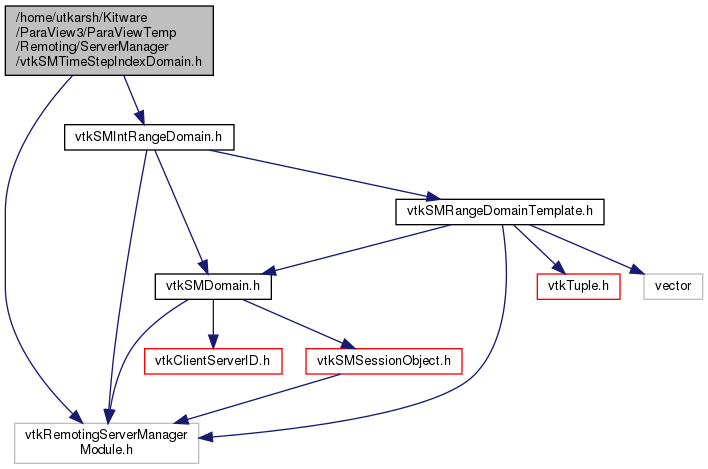 /home/utkarsh/Kitware
/ParaView3/ParaViewTemp
/Remoting/ServerManager
/vtkSMTimeStepIndexDomain.h
vtkSMIntRangeDomain.h
vtkSMRangeDomainTemplate.h
vtkSMDomain.h
vtkTuple.h
vector
vtkClientServerID.h
vtkSMSessionObject.h
vtkRemotingServerManager
Module.h